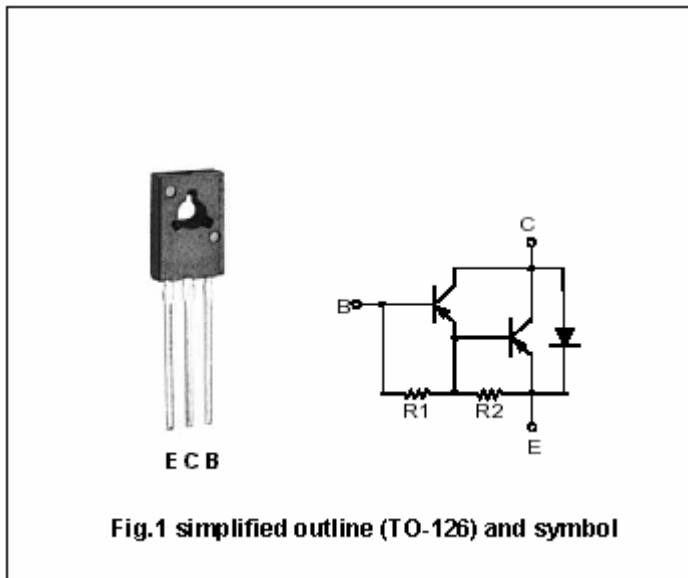 C
B
R1 R2
E
E C B
Fig.1 simplified outline (TO-126) and symbol